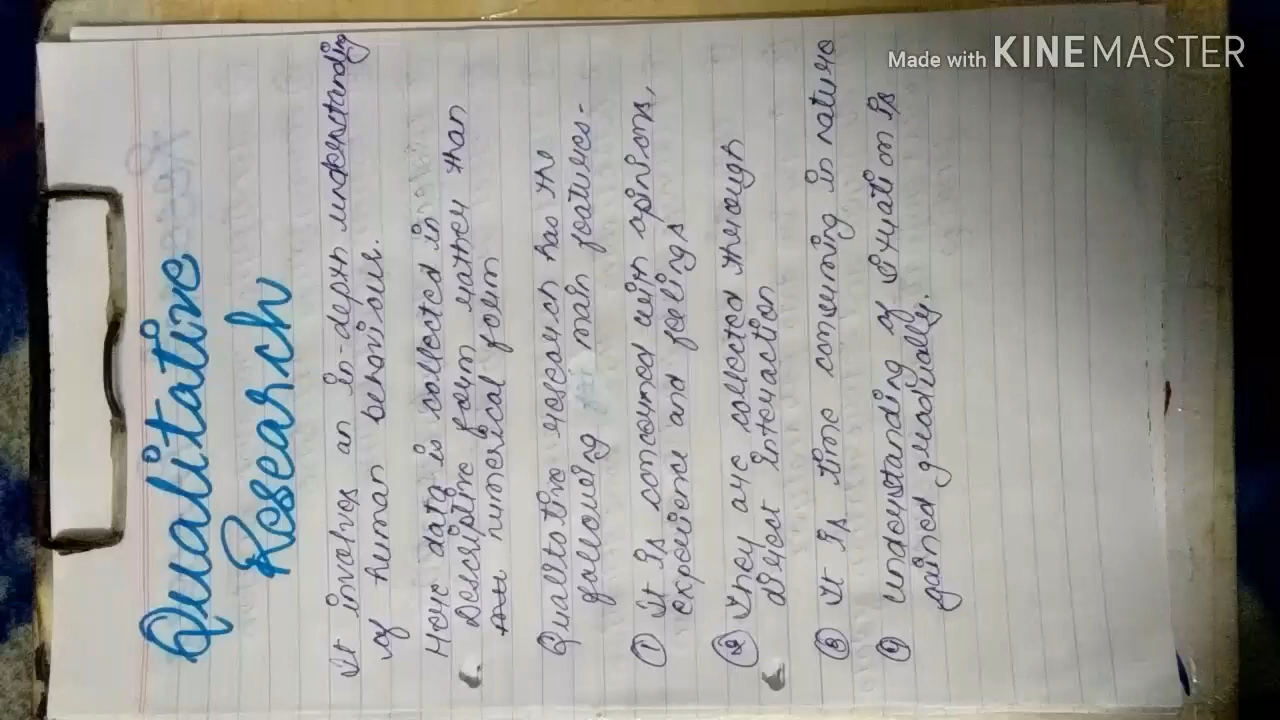 Made with KINEMASTER
Qualitative
Research
It involves an in-depth understanding
of human behaviour.
Here data is collected in
Descriptive form rather than
numerical form
Qualitative research has the
following main features-
① It is concerned with opinions,
experience and feelings
② They are collected through
direct interaction
③ It is time consuming in nature
④ Understanding of situation is
gained gradually.